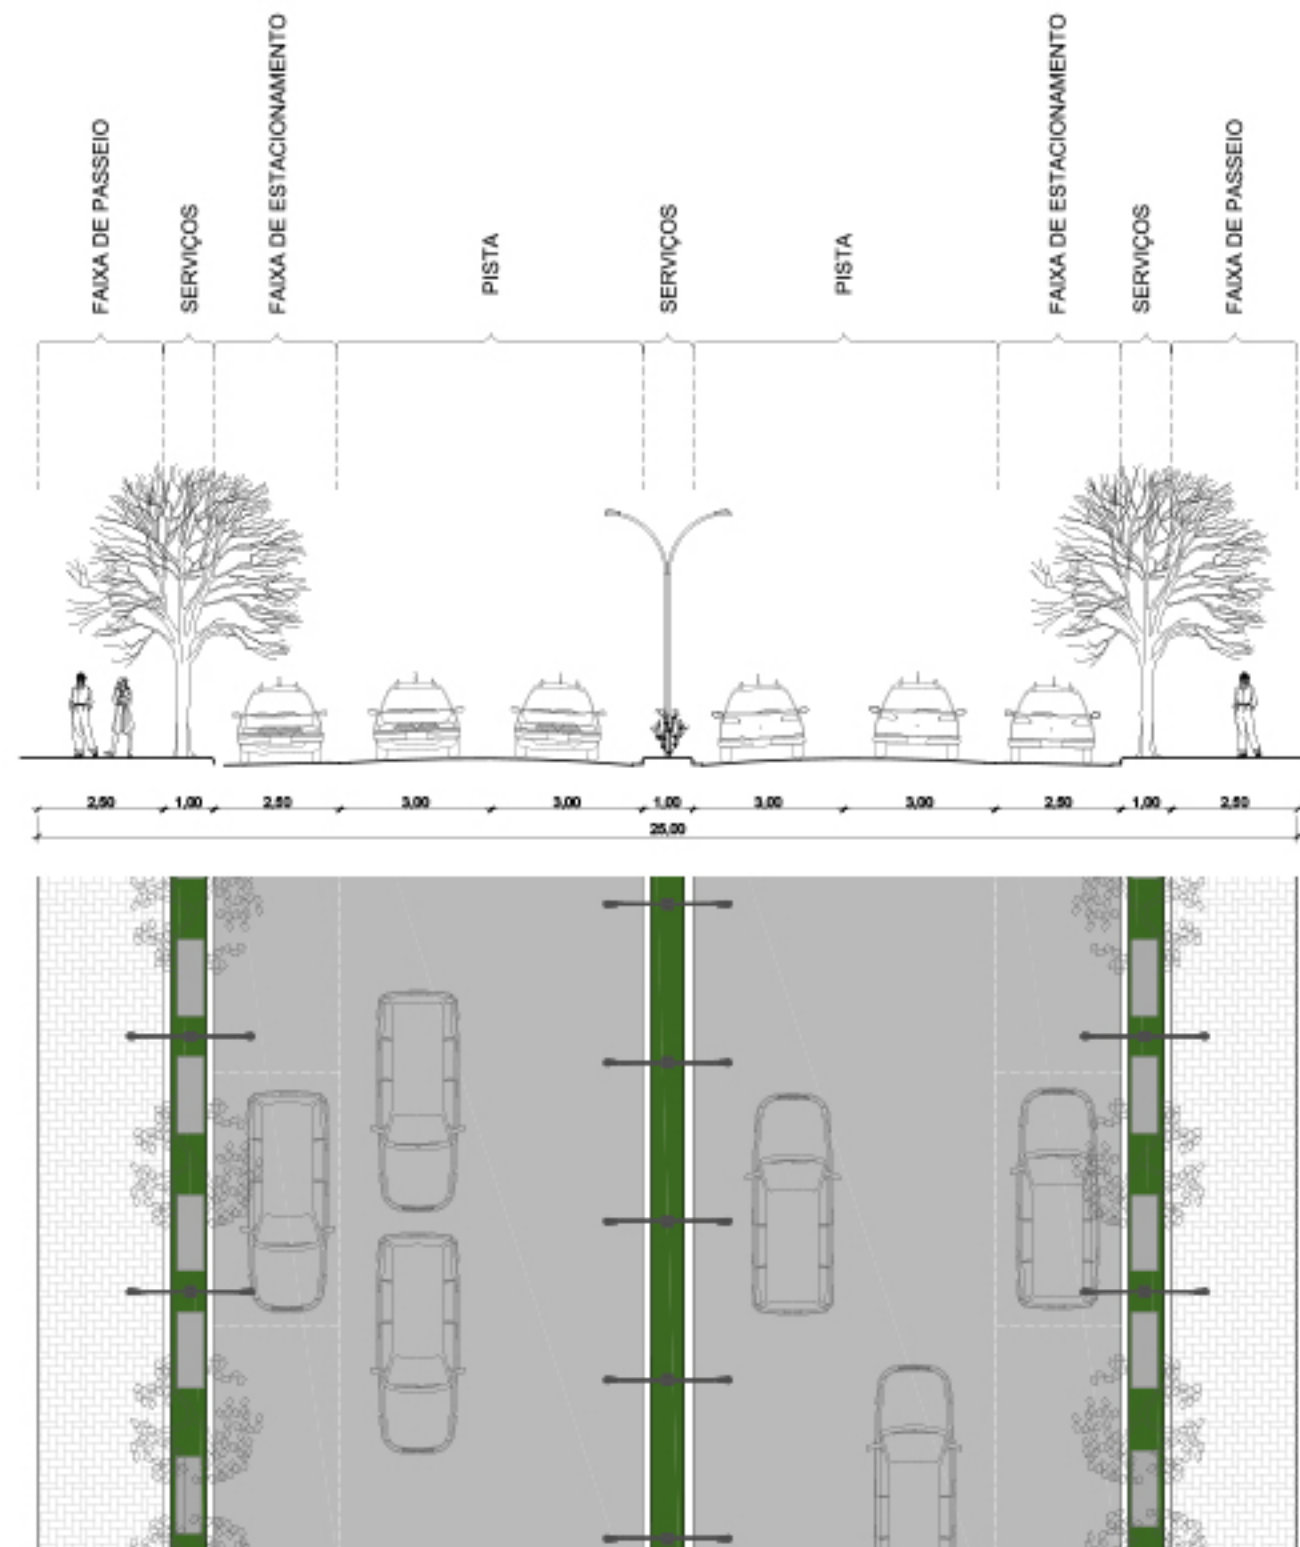 FAIXA DE PASSEIO
SERVIÇOS
FAIXA DE ESTACIONAMENTO
PISTA
SERVIÇOS
PISTA
FAIXA DE ESTACIONAMENTO
SERVIÇOS
FAIXA DE PASSEIO
2,50 1,00 2,50 3,00 3,00 1,00 3,00 3,00 2,50 1,00 2,50
25,00